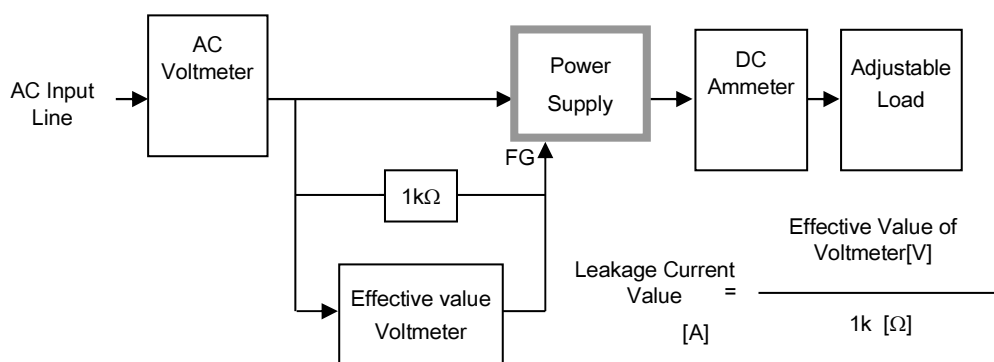 AC Input
Line
AC
Voltmeter
Power
Supply
FG
DC
Ammeter
Adjustable
Load
1kΩ
Effective value
Voltmeter
Leakage Current
Value
[A]
=
Effective Value of
Voltmeter[V]
1k [Ω]